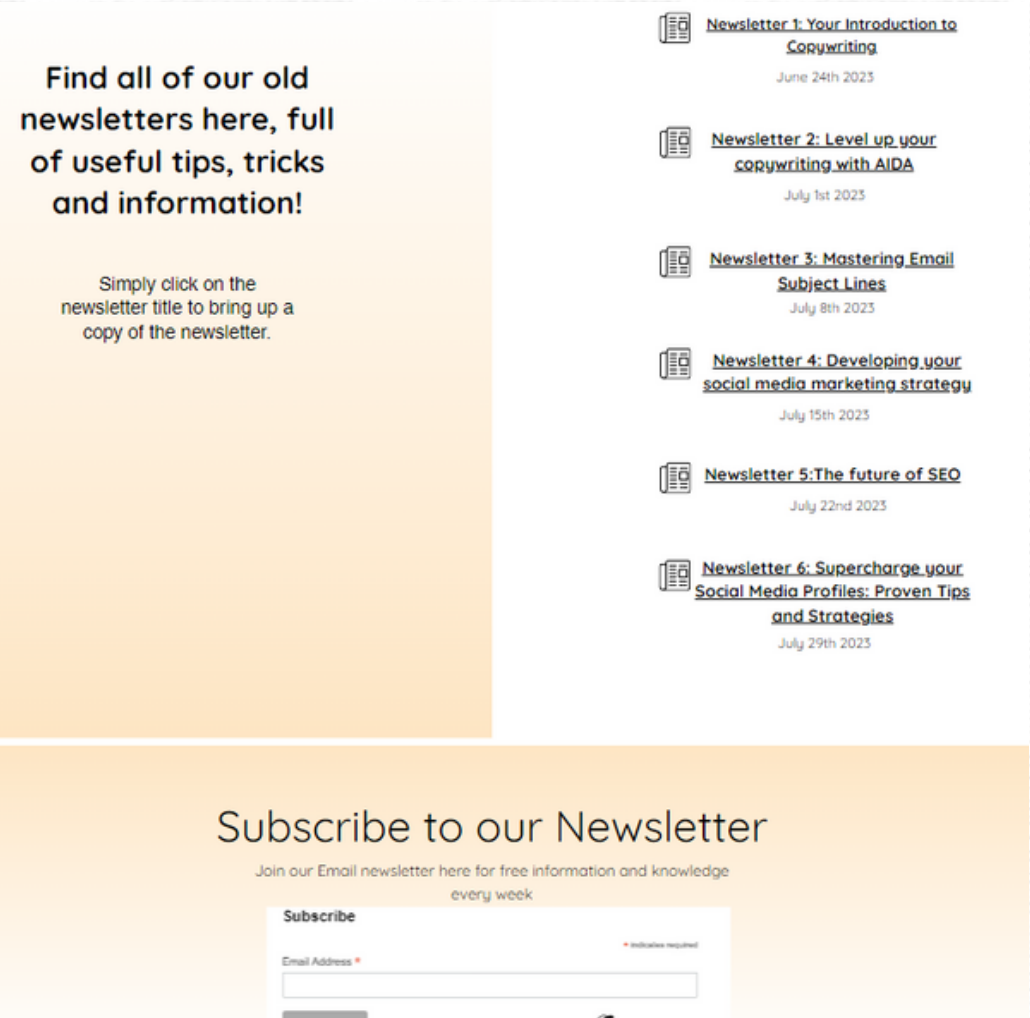 Find all of our old
newsletters here, full
of useful tips, tricks
and information!
Simply click on the
newsletter title to bring up a
copy of the newsletter.
Newsletter 1: Your Introduction to
Copywriting
June 24th 2023
Newsletter 2: Level up your
copywriting with AIDA
July 1st 2023
Newsletter 3: Mastering Email
Subject Lines
July 8th 2023
Newsletter 4: Developing your
social media marketing strategy
July 15th 2023
Newsletter 5:The future of SEO
July 22nd 2023
Newsletter 6: Supercharge your
Social Media Profiles: Proven Tips
and Strategies
July 29th 2023
Subscribe to our Newsletter
Join our Email newsletter here for free information and knowledge
every week
Subscribe
* indicates required
Email Address *